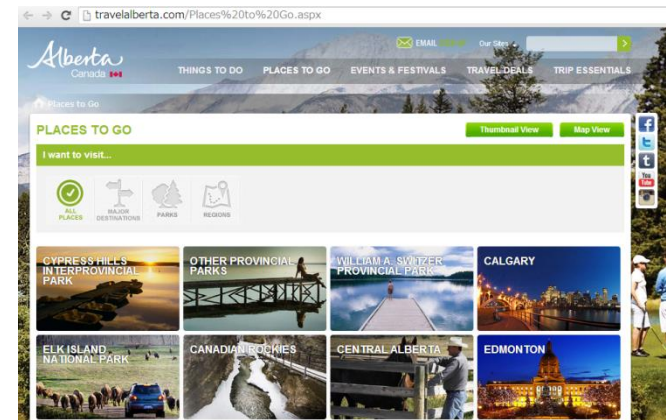 travelalberta.com/Places%20to%20Go.aspx
Alberta
Canada
EMAIL
Our Sites
THINGS TO DO PLACES TO GO EVENTS & FESTIVALS TRAVEL DEALS TRIP ESSENTIALS
Places to Go
PLACES TO GO
Thumbnail View Map View
I want to visit...
ALL
PLACES
MAJOR
DESTINATIONS
PARKS
REGIONS
You
Tube
CYPRESS HILLS
INTERPROVINCIAL
PARK
OTHER PROVINCIAL
PARKS
WILLIAM A. SWITZER
PROVINCIAL PARK
CALGARY
ELK ISLAND
NATIONAL PARK
CANADIAN ROCKIES
CENTRAL ALBERTA
EDMONTON